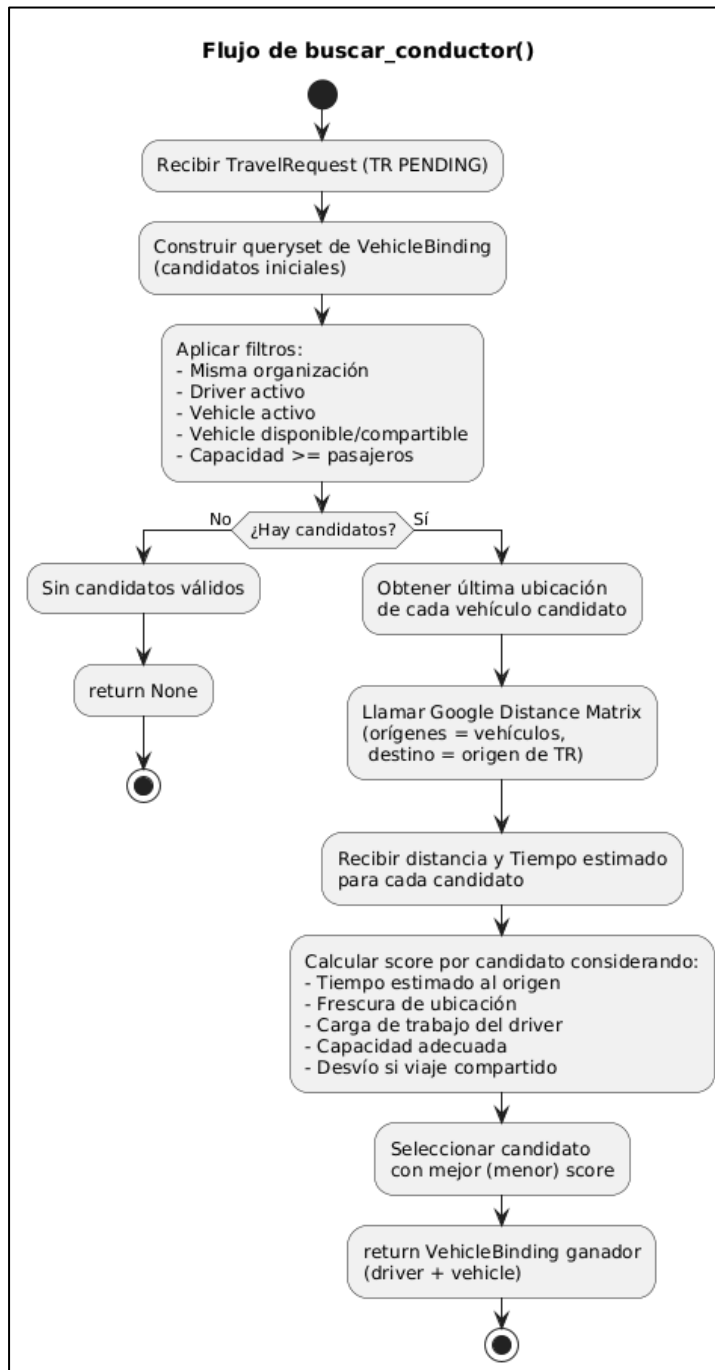 Flujo de buscar_conductor()
Recibir TravelRequest (TR PENDING)
Construir queryset de VehicleBinding
(candidatos iniciales)
Aplicar filtros:
- Misma organización
- Driver activo
- Vehicle activo
- Vehicle disponible/compartible
- Capacidad >= pasajeros
¿Hay candidatos?
No
Sí
Sin candidatos válidos
return None
Obtener última ubicación
de cada vehículo candidato
Llamar Google Distance Matrix
(orígenes = vehículos,
destino = origen de TR)
Recibir distancia y Tiempo estimado
para cada candidato
Calcular score por candidato considerando:
- Tiempo estimado al origen
- Frescura de ubicación
- Carga de trabajo del driver
- Capacidad adecuada
- Desvío si viaje compartido
Seleccionar candidato
con mejor (menor) score
return VehicleBinding ganador
(driver + vehicle)